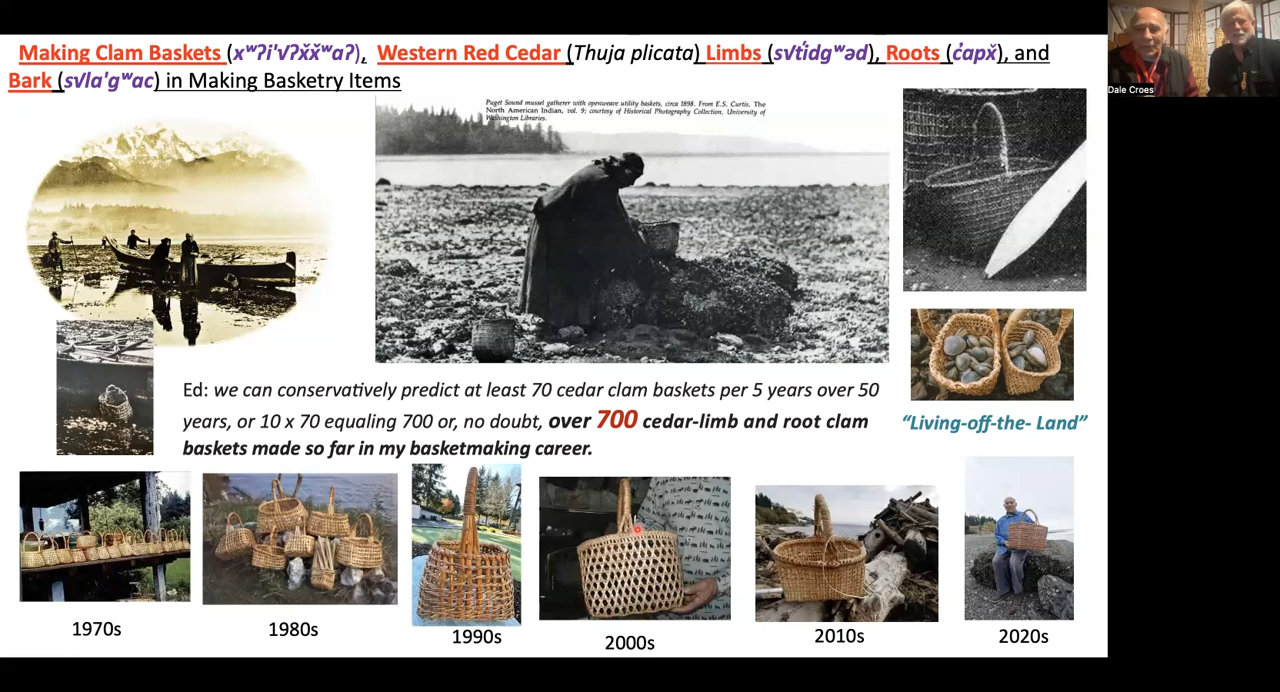 Making Clam Baskets (xʷʔi'√ʔx̌x̌ʷaʔ), Western Red Cedar (Thuja plicata) Limbs (s√t̓idgʷəd), Roots (c̓apx̌), and
Bark (s√la'gʷac) in Making Basketry Items
Dale Croes
Puget Sound mussel gatherer with openweave utility baskets, circa 1898. From E.S. Curtis, The
North American Indian, vol. 9; courtesy of Historical Photography Collection, University of
Washington Libraries.
Ed: we can conservatively predict at least 70 cedar clam baskets per 5 years over 50
years, or 10 x 70 equaling 700 or, no doubt, over 700 cedar-limb and root clam
baskets made so far in my basketmaking career.
“Living-off-the- Land”
1970s
1980s
1990s
2000s
2010s
2020s